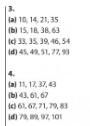 3.
(a) 10, 14, 21, 35
(b) 15, 18, 38, 63
(c) 33, 35, 39, 46, 54
(d) 45, 49, 51, 77, 93
4.
(a) 11, 17, 37, 43
(b) 43, 61, 67
(c) 61, 67, 71, 79, 83
(d) 79, 89, 97, 101